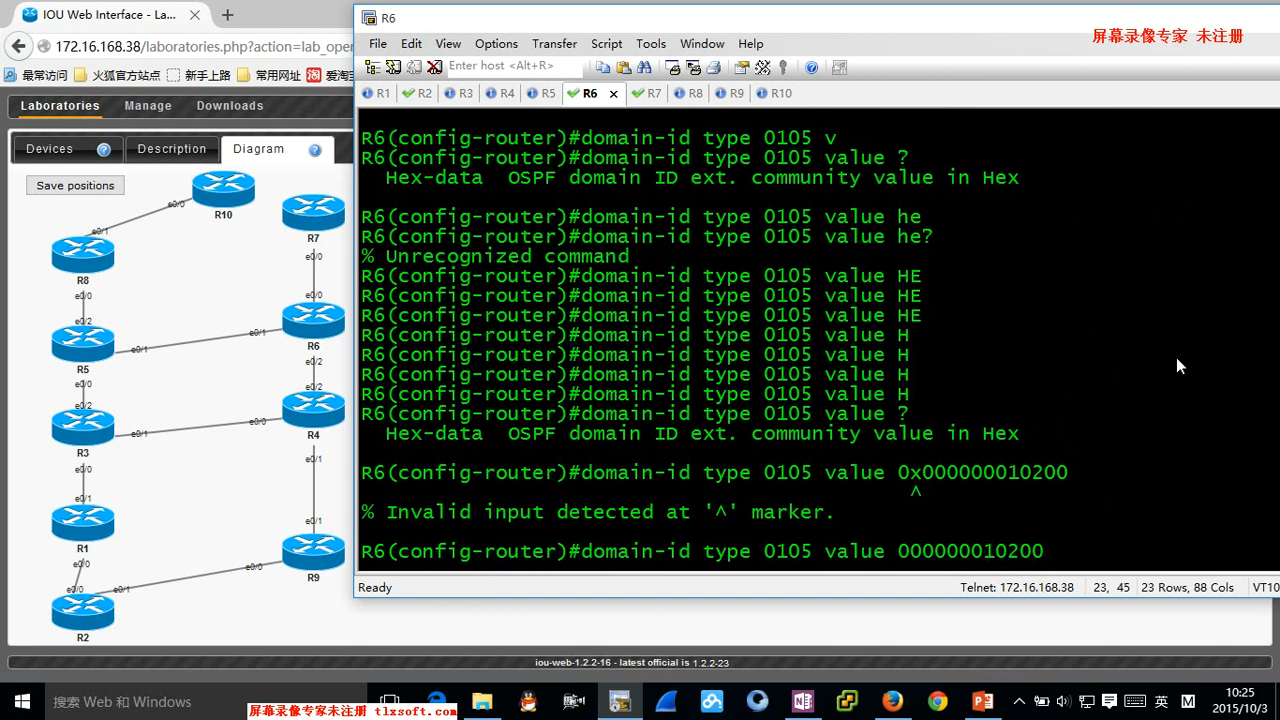 IOU Web Interface - La...
172.16.168.38/laboratories.php?action=lab_ope
最常访问 火狐官方站点 新手上路 常用网址 爱淘宝
Laboratories Manage Downloads
Devices Description Diagram
Save positions
R10
e0/0
e0/1
R8
e0/0
e0/2
R5
e0/1
e0/0
e0/2
R3
e0/1
e0/0
e0/1
R1
e0/0
e0/0
e0/1
R2
R7
e0/0
e0/0
e0/1
R6
e0/2
e0/2
e0/0
R4
e0/1
e0/1
e0/0
R9
R6
屏幕录像专家 未注册
File Edit View Options Transfer Script Tools Window Help
Enter host <Alt+R>
R1 R2 R3 R4 R5 R6 R7 R8 R9 R10
R6(config-router)#domain-id type 0105 v
R6(config-router)#domain-id type 0105 value ?
Hex-data OSPF domain ID ext. community value in Hex
R6(config-router)#domain-id type 0105 value he
R6(config-router)#domain-id type 0105 value he?
% Unrecognized command
R6(config-router)#domain-id type 0105 value HE
R6(config-router)#domain-id type 0105 value HE
R6(config-router)#domain-id type 0105 value HE
R6(config-router)#domain-id type 0105 value H
R6(config-router)#domain-id type 0105 value H
R6(config-router)#domain-id type 0105 value H
R6(config-router)#domain-id type 0105 value H
R6(config-router)#domain-id type 0105 value ?
Hex-data OSPF domain ID ext. community value in Hex
R6(config-router)#domain-id type 0105 value 0x000000010200
^
% Invalid input detected at '^' marker.
R6(config-router)#domain-id type 0105 value 000000010200
Ready Telnet: 172.16.168.38 23, 45 23 Rows, 88 Cols VT10
iou-web-1.2.2-16 - latest official is 1.2.2-23
搜索 Web 和 Windows
屏幕录像专家未注册 tlxsoft.com
英
M
10:25
2015/10/3